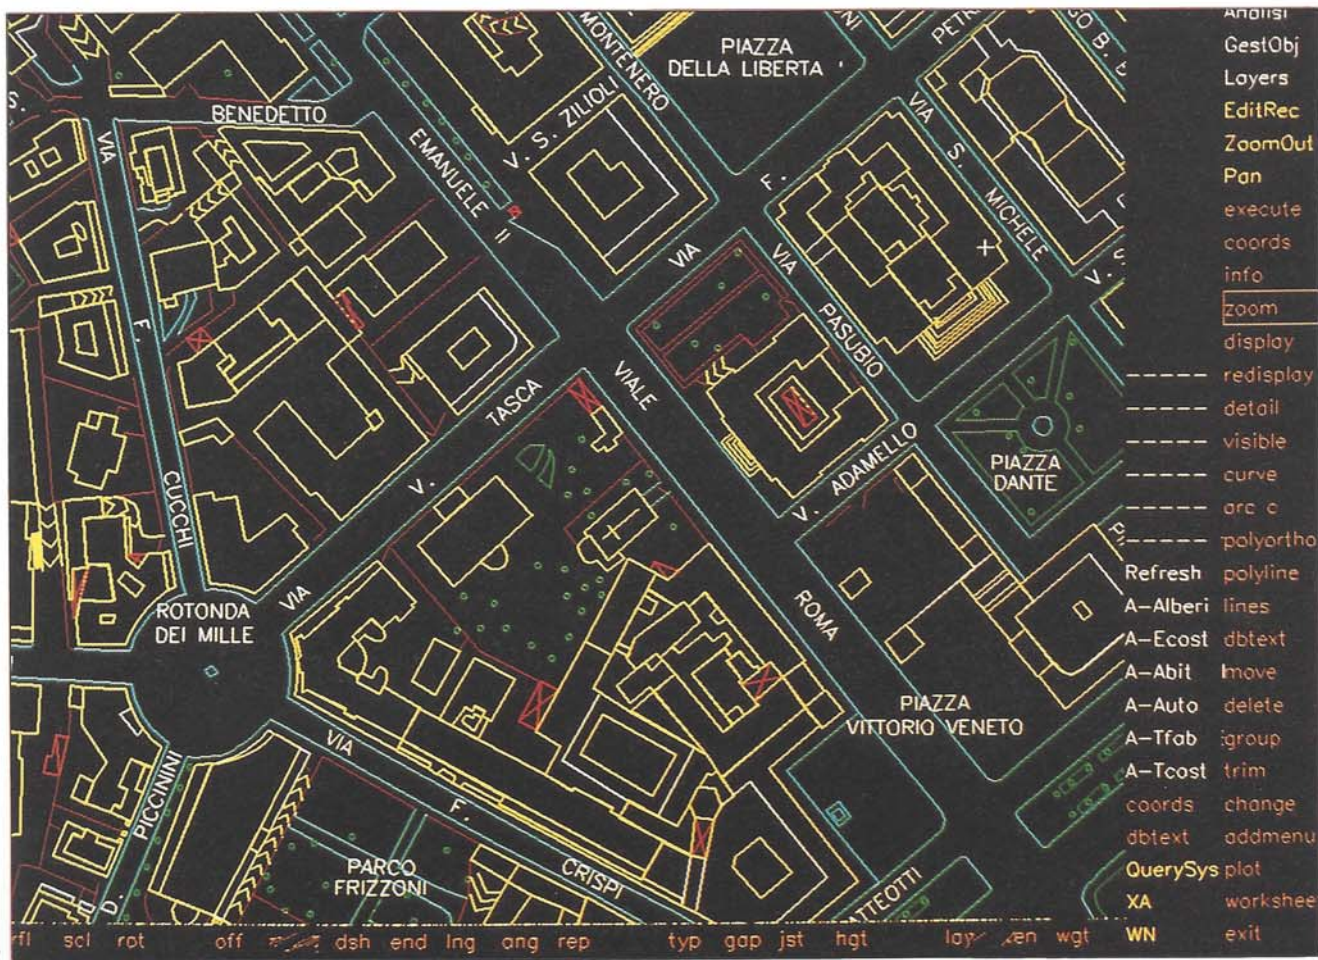 PIAZZA
DELLA LIBERTA'
MONTENERO
V. S. ZILIOLI
BENEDETTO
S.
VIA
F.
CUCCHI
EMANUELE II
VIA
F.
VIA
S.
MICHELE
V. S
VIA
PASUBIO
VIALE
ROMA
VIA
V.
TASCA
V. ADAMELLO
PIAZZA
DANTE
ROTONDA
DEI MILLE
PIAZZA
VITTORIO VENETO
VIA
F.
CRISPI
D.
PICCININI
PARCO
FRIZZONI
ATTEOTTI
Analisi
GestObj
Layers
EditRec
ZoomOut
Pan
execute
coords
info
zoom
display
----- redisplay
----- detail
----- visible
----- curve
----- arc c
----- polyortho
Refresh polyline
A-Alberi lines
A-Ecost dbtext
A-Abit move
A-Auto delete
A-Tfab group
A-Tcost trim
coords change
dbtext addmenu
QuerySys plot
XA workshee
WN exit
rfl scl rot off dsh end lng ang rep typ gap jst hgt lay wgt